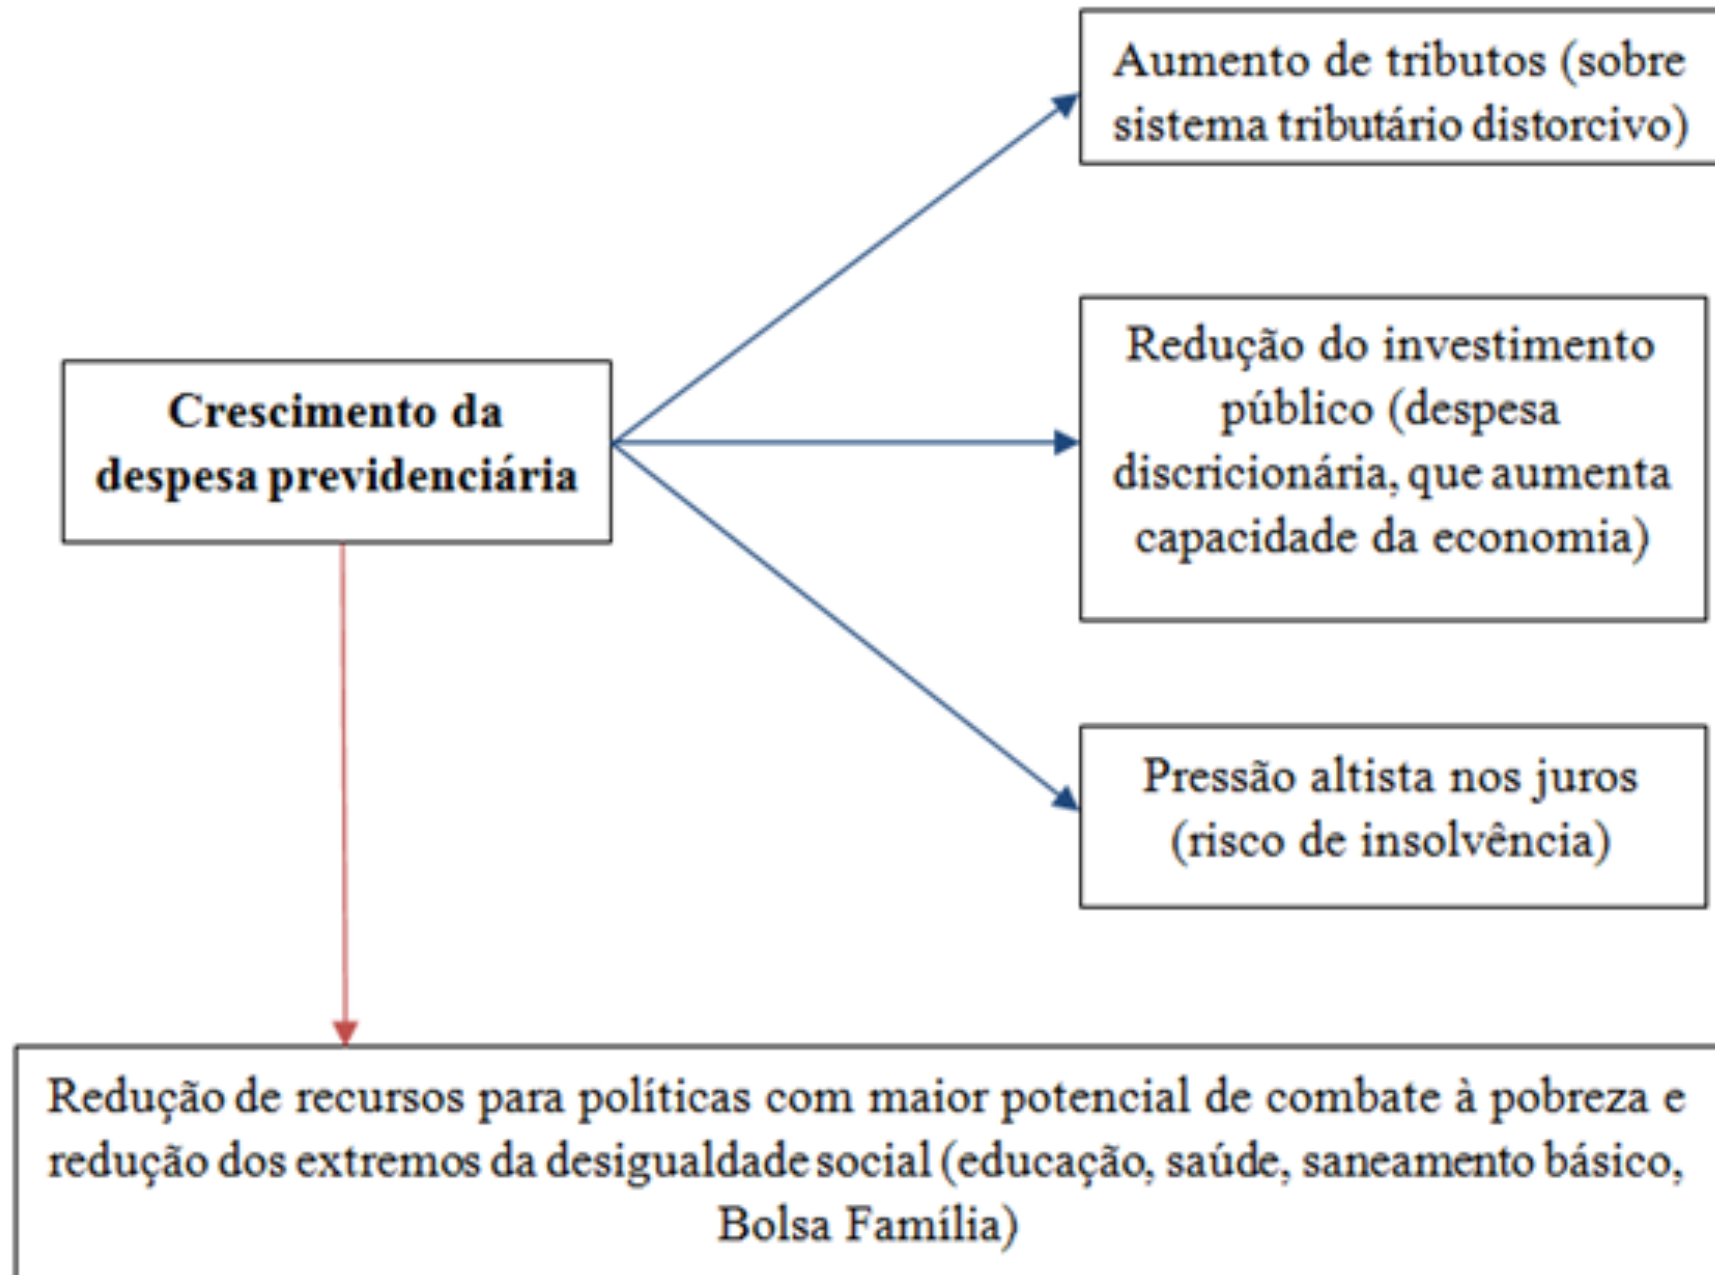 Aumento de tributos (sobre
sistema tributário distorcivo)
Crescimento da
despesa previdenciária
Redução do investimento
público (despesa
discricionária, que aumenta
capacidade da economia)
Pressão altista nos juros
(risco de insolvência)
Redução de recursos para políticas com maior potencial de combate à pobreza e
redução dos extremos da desigualdade social (educação, saúde, saneamento básico,
Bolsa Família)